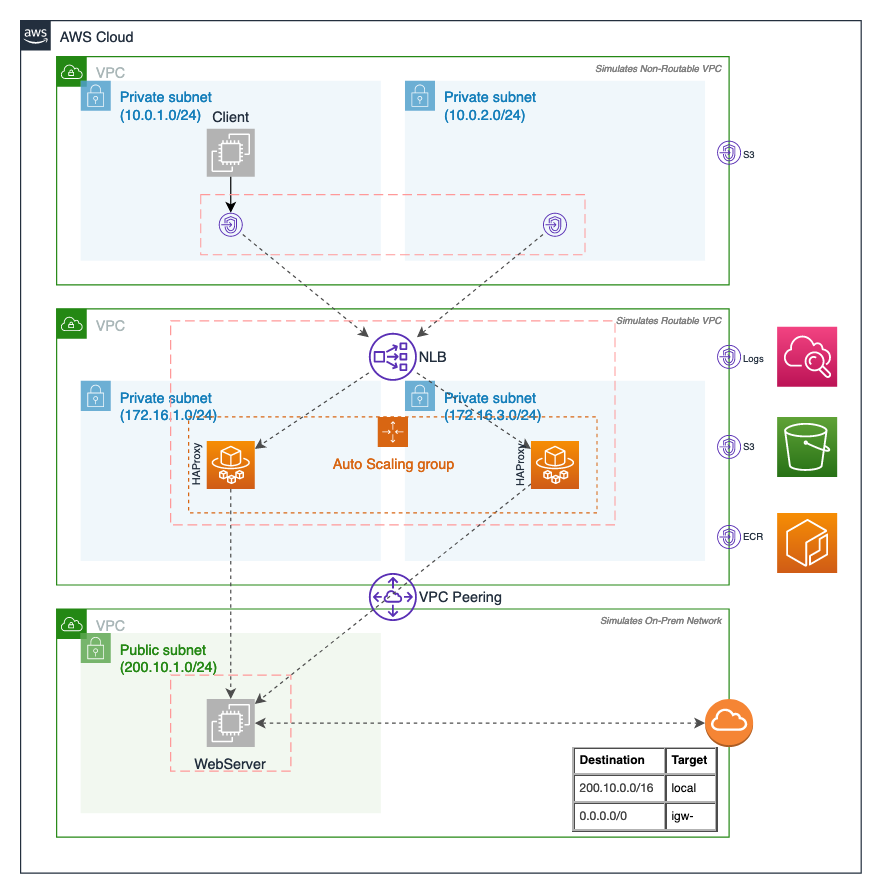 aws
AWS Cloud
VPC
Simulates Non-Routable VPC
Private subnet
(10.0.1.0/24)
Private subnet
(10.0.2.0/24)
Client
S3
VPC
Simulates Routable VPC
NLB
Logs
Private subnet
(172.16.1.0/24)
Private subnet
(172.16.3.0/24)
HAProxy
Auto Scaling group
HAProxy
S3
ECR
VPC Peering
VPC
Simulates On-Prem Network
Public subnet
(200.10.1.0/24)
WebServer
Destination Target
200.10.0.0/16 local
0.0.0.0/0 igw-